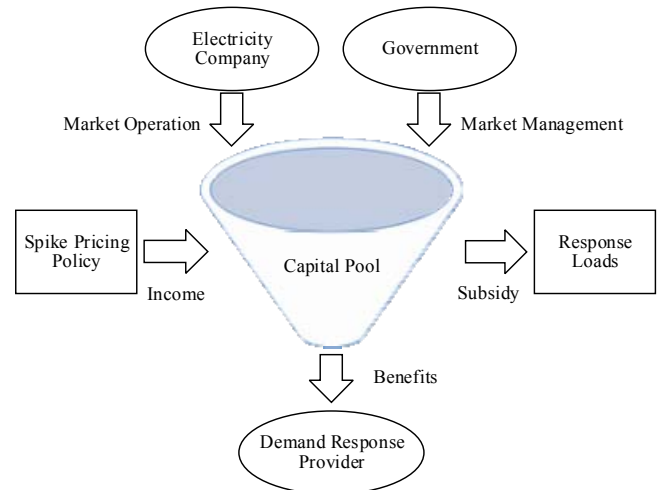 Electricity
Company
Government
Market Operation
Market Management
Spike Pricing
Policy
Income
Capital Pool
Subsidy
Response
Loads
Benefits
Demand Response
Provider